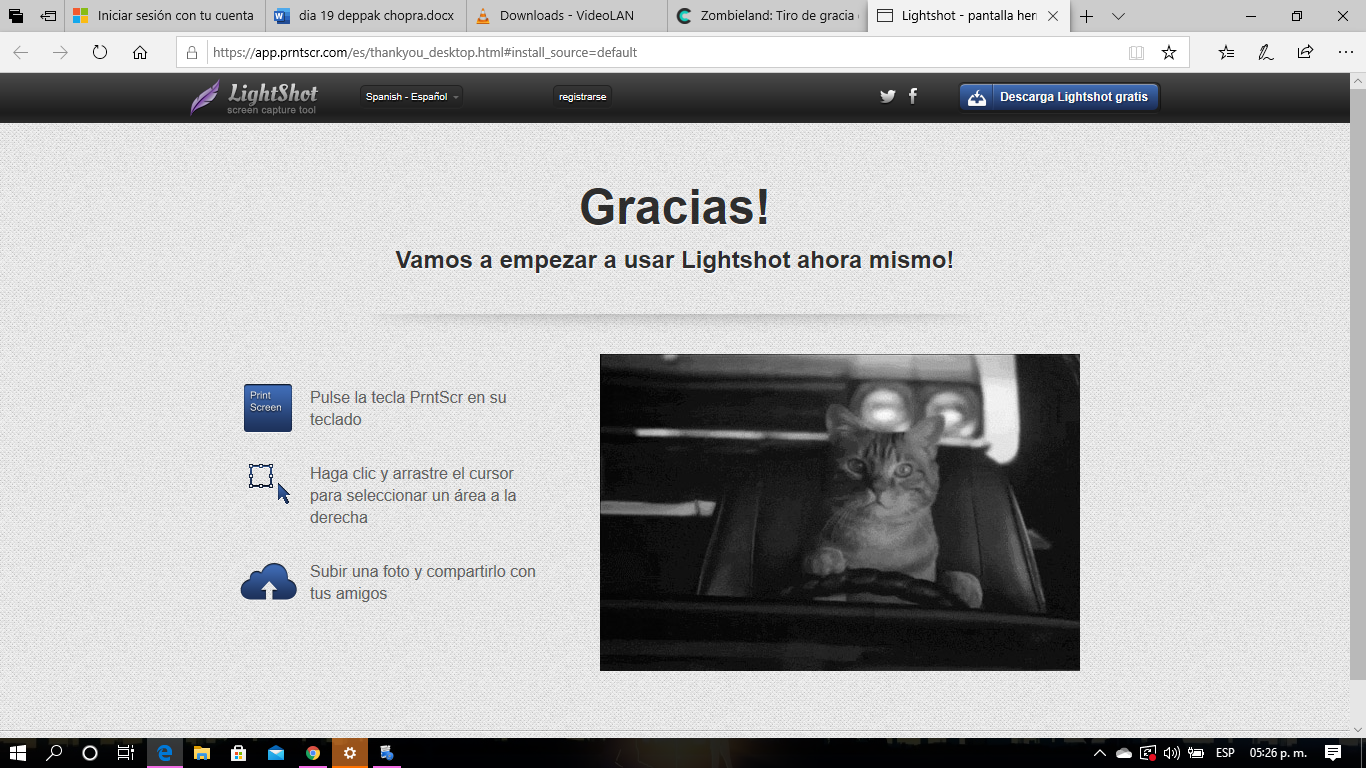 Iniciar sesión con tu cuenta
dia 19 deppak chopra.docx
Downloads - VideoLAN
Zombieland: Tiro de gracia
Lightshot - pantalla her
https://app.prntscr.com/es/thankyou_desktop.html#install_source=default
LightShot
screen capture tool
Spanish - Español
registrarse
Descarga Lightshot gratis
Gracias!
Vamos a empezar a usar Lightshot ahora mismo!
Print
Screen
Pulse la tecla PrntScr en su
teclado
Haga clic y arrastre el cursor
para seleccionar un área a la
derecha
Subir una foto y compartirlo con
tus amigos
ESP
05:26 p. m.